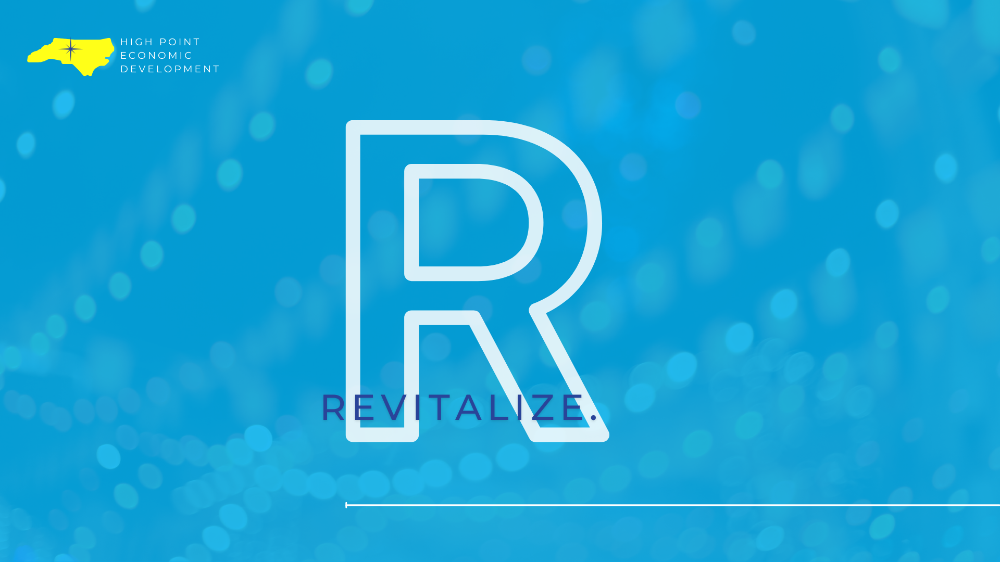 HIGH POINT
ECONOMIC
DEVELOPMENT
R
REVITALIZE.